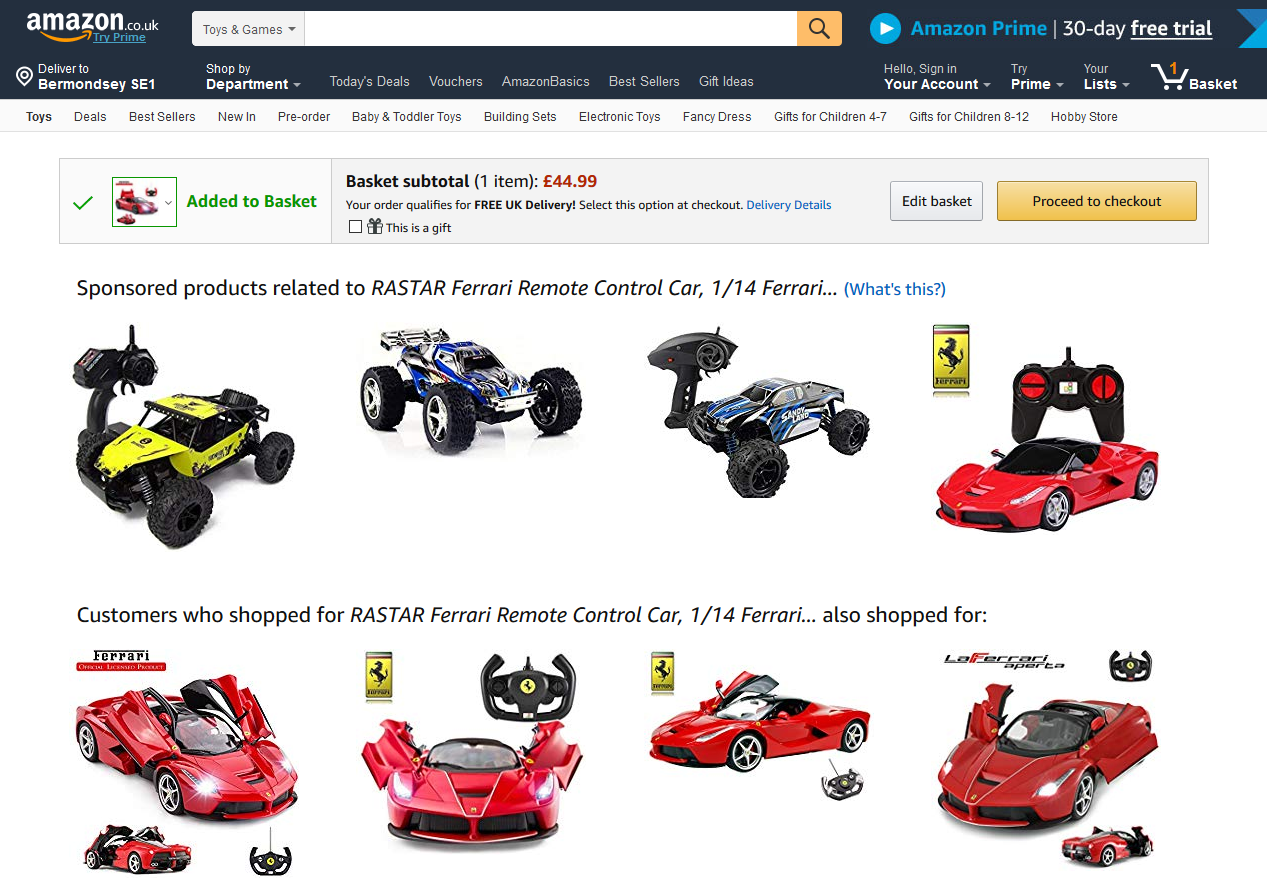 amazon.co.uk
Try Prime
Toys & Games
Amazon Prime | 30-day free trial
Deliver to
Bermondsey SE1
Shop by
Department
Today's Deals
Vouchers
AmazonBasics
Best Sellers
Gift Ideas
Hello, Sign in
Your Account
Try
Prime
Your
Lists
1
Basket
Toys
Deals
Best Sellers
New In
Pre-order
Baby & Toddler Toys
Building Sets
Electronic Toys
Fancy Dress
Gifts for Children 4-7
Gifts for Children 8-12
Hobby Store
Added to Basket
Basket subtotal (1 item): £44.99
Your order qualifies for FREE UK Delivery! Select this option at checkout. Delivery Details
This is a gift
Edit basket
Proceed to checkout
Sponsored products related to RASTAR Ferrari Remote Control Car, 1/14 Ferrari... (What's this?)
SANDY
LAND
Ferrari
Customers who shopped for RASTAR Ferrari Remote Control Car, 1/14 Ferrari... also shopped for:
Ferrari
OFFICIAL LICENSED PRODUCT
Ferrari
Ferrari
LaFerrari
aperta